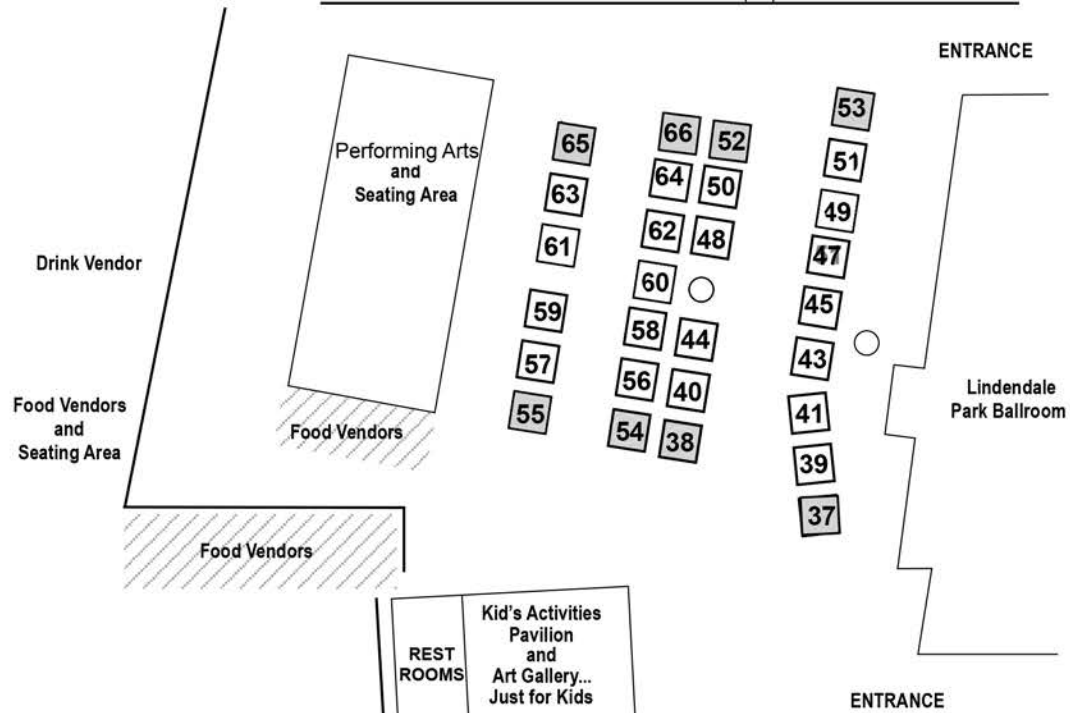 ENTRANCE
Performing Arts
and
Seating Area
65
66
52
53
63
64
50
51
61
62
48
49
47
Drink Vendor
60
45
59
58
44
43
57
56
40
41
Lindendale
Park Ballroom
55
54
38
39
37
Food Vendors
and
Seating Area
Food Vendors
Food Vendors
REST
ROOMS
Kid's Activities
Pavilion
and
Art Gallery...
Just for Kids
ENTRANCE